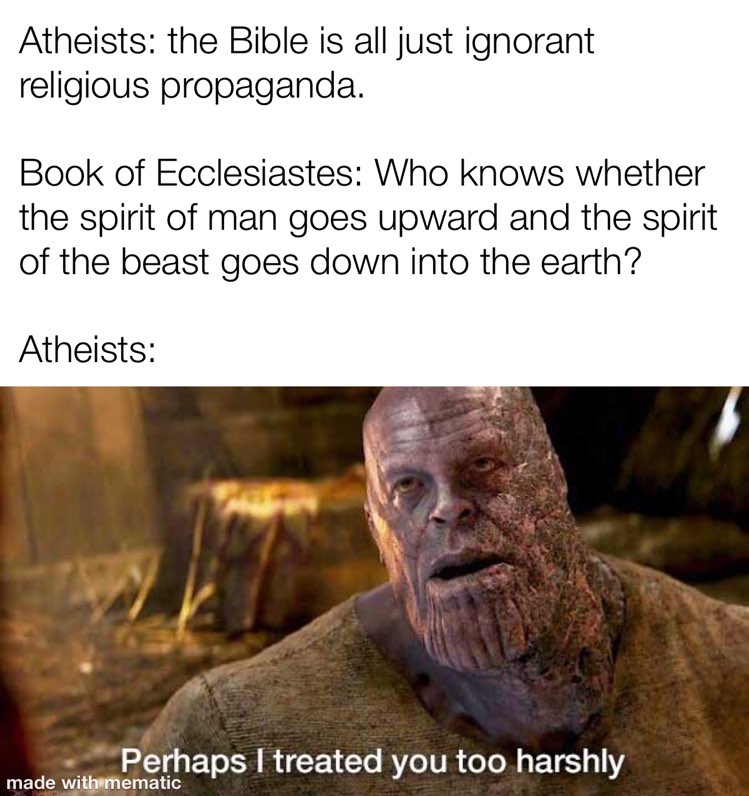 Atheists: the Bible is all just ignorant
religious propaganda.
Book of Ecclesiastes: Who knows whether
the spirit of man goes upward and the spirit
of the beast goes down into the earth?
Atheists:
Perhaps I treated you too harshly
made with mematic